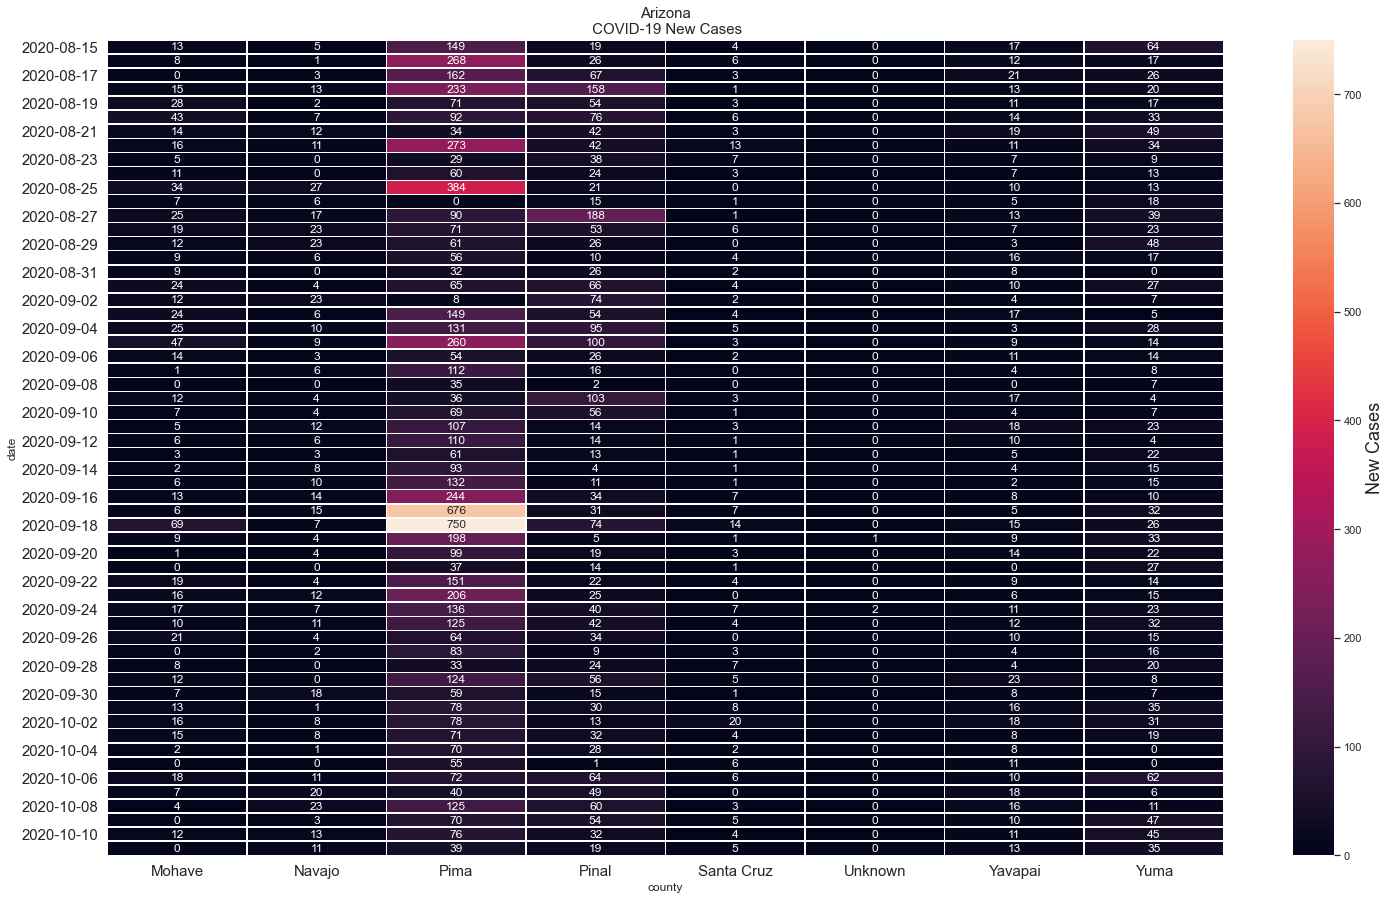 Arizona
COVID-19 New Cases
2020-08-15 13 5 149 19 4 0 17 64
8 1 268 26 6 0 12 17
2020-08-17 0 3 162 67 3 0 21 26
15 13 233 158 1 0 13 20
2020-08-19 28 2 71 54 3 0 11 17
43 7 92 76 6 0 14 33
2020-08-21 14 12 34 42 3 0 19 49
16 11 273 42 13 0 11 34
2020-08-23 5 0 29 38 7 0 7 9
11 0 60 24 3 0 7 13
2020-08-25 34 27 384 21 0 0 10 13
7 6 0 15 1 0 5 18
2020-08-27 25 17 90 188 1 0 13 39
19 23 71 53 6 0 7 23
2020-08-29 12 23 61 26 0 0 3 48
9 6 56 10 4 0 16 17
2020-08-31 9 0 32 26 2 0 8 0
24 4 65 66 4 0 10 27
2020-09-02 12 23 8 74 2 0 4 7
24 6 149 54 4 0 17 5
2020-09-04 25 10 131 95 5 0 3 28
47 9 260 100 3 0 9 14
2020-09-06 14 3 54 26 2 0 11 14
1 6 112 16 0 0 4 8
2020-09-08 0 0 35 2 0 0 0 7
12 4 36 103 3 0 17 4
2020-09-10 7 4 69 56 1 0 4 7
5 12 107 14 3 0 18 23
2020-09-12 6 6 110 14 1 0 10 4
3 3 61 13 1 0 5 22
2020-09-14 2 8 93 4 1 0 4 15
6 10 132 11 1 0 2 15
2020-09-16 13 14 244 34 7 0 8 10
6 15 676 31 7 0 5 32
2020-09-18 69 7 750 74 14 0 15 26
9 4 198 5 1 1 9 33
2020-09-20 1 4 99 19 3 0 14 22
0 0 37 14 1 0 0 27
2020-09-22 19 4 151 22 4 0 9 14
16 12 206 25 0 0 6 15
2020-09-24 17 7 136 40 7 2 11 23
10 11 125 42 4 0 12 32
2020-09-26 21 4 64 34 0 0 10 15
0 2 83 9 3 0 4 16
2020-09-28 8 0 33 24 7 0 4 20
12 0 124 56 5 0 23 8
2020-09-30 7 18 59 15 1 0 8 7
13 1 78 30 8 0 16 35
2020-10-02 16 8 78 13 20 0 18 31
15 8 71 32 4 0 8 19
2020-10-04 2 1 70 28 2 0 8 0
0 0 55 1 6 0 11 0
2020-10-06 18 11 72 64 6 0 10 62
7 20 40 49 0 0 18 6
2020-10-08 4 23 125 60 3 0 16 11
0 3 70 54 5 0 10 47
2020-10-10 12 13 76 32 4 0 11 45
0 11 39 19 5 0 13 35
Mohave Navajo Pima Pinal Santa Cruz Unknown Yavapai Yuma
county
date
700
600
500
400
300
200
100
0
New Cases